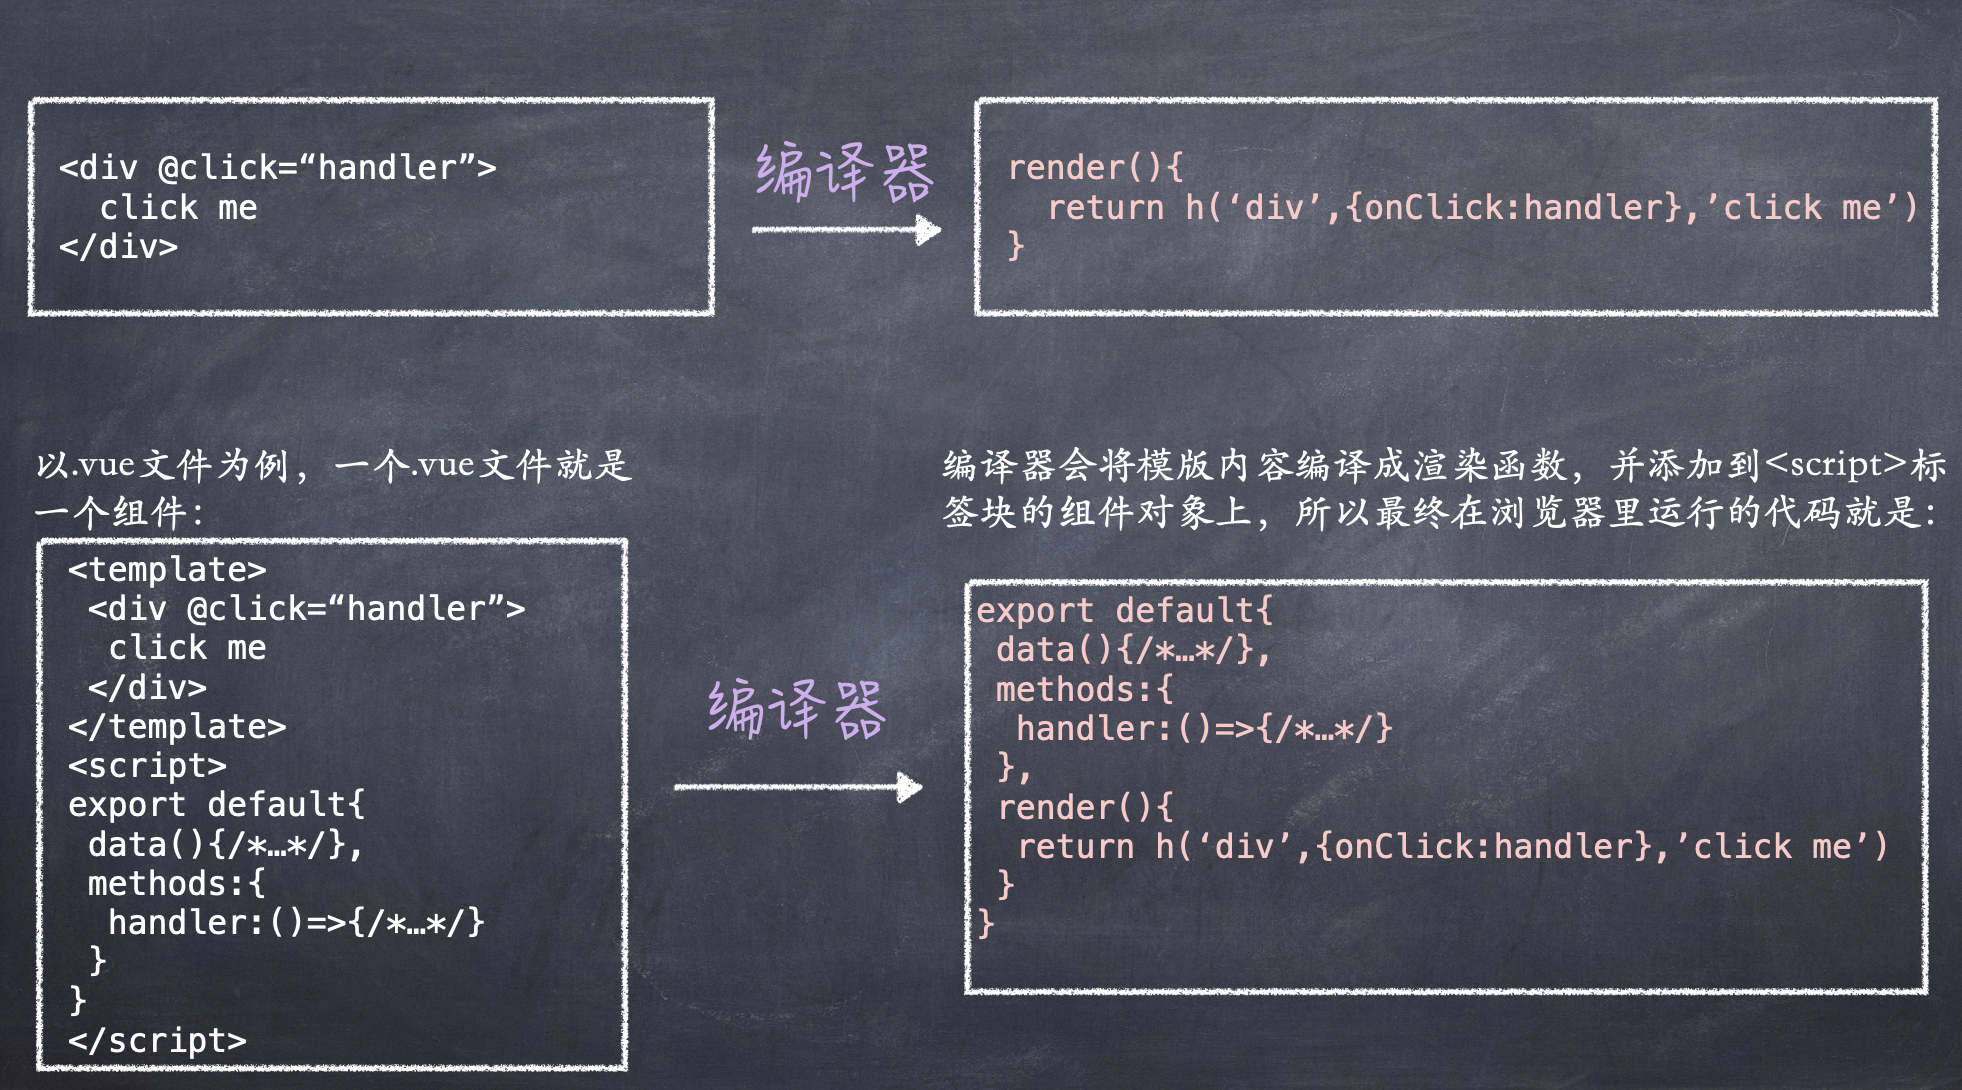 <div @click=“handler”>
click me
</div>
编译器
render(){
return h(‘div’,{onClick:handler},’click me’)
}
以.vue文件为例，一个.vue文件就是
一个组件：
<template>
<div @click=“handler”>
click me
</div>
</template>
<script>
export default{
data(){/*…*/},
methods:{
handler:()=>{/*…*/}
}
}
</script>
编译器
编译器会将模版内容编译成渲染函数，并添加到<script>标
签块的组件对象上，所以最终在浏览器里运行的代码就是：
export default{
data(){/*…*/},
methods:{
handler:()=>{/*…*/}
},
render(){
return h(‘div’,{onClick:handler},’click me’)
}
}